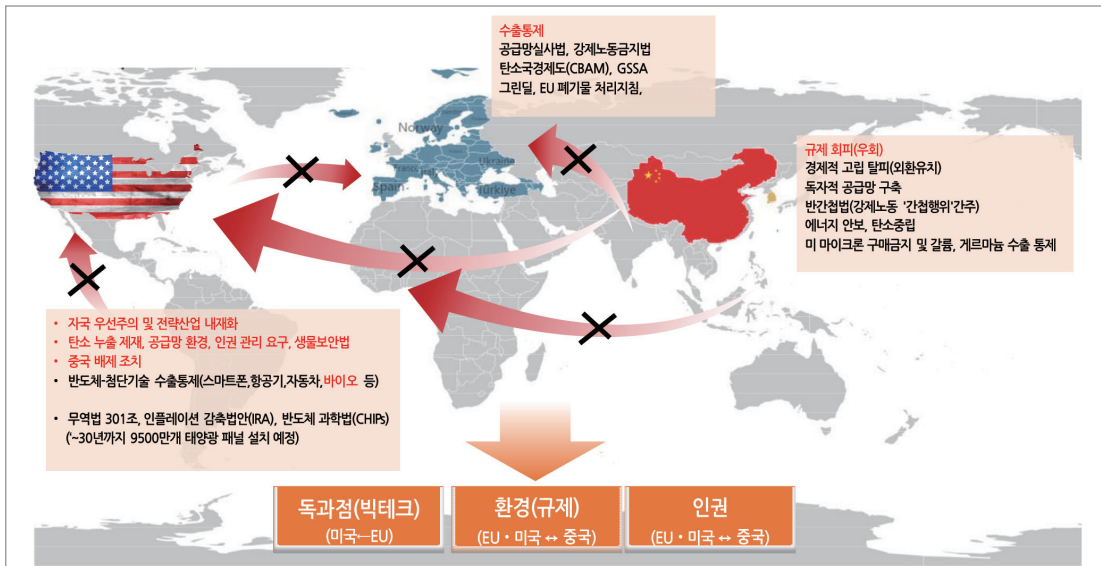 수출통제
공급망실사법, 강제노동금지법
탄소국경제도(CBAM), GSSA
그린딜, EU 폐기물 처리지침,
Norway
France
Spain
Ukraina
Türkiye
규제 회피(우회)
경제적 고립 탈피(외환유치)
독자적 공급망 구축
반간첩법(강제노동 '간첩행위'간주)
에너지 안보, 탄소중립
미 마이크론 구매금지 및 갈륨, 게르마늄 수출 통제
• 자국 우선주의 및 전략산업 내재화
• 탄소 누출 제재, 공급망 환경, 인권 관리 요구, 생물보안법
• 중국 배제 조치
• 반도체·첨단기술 수출통제(스마트폰,항공기,자동차,바이오 등)
• 무역법 301조, 인플레이션 감축법안(IRA), 반도체 과학법(CHIPs)
('~30년까지 9500만개 태양광 패널 설치 예정)
독과점(빅테크)
(미국←EU)
환경(규제)
(EU・미국 ↔ 중국)
인권
(EU・미국 ↔ 중국)